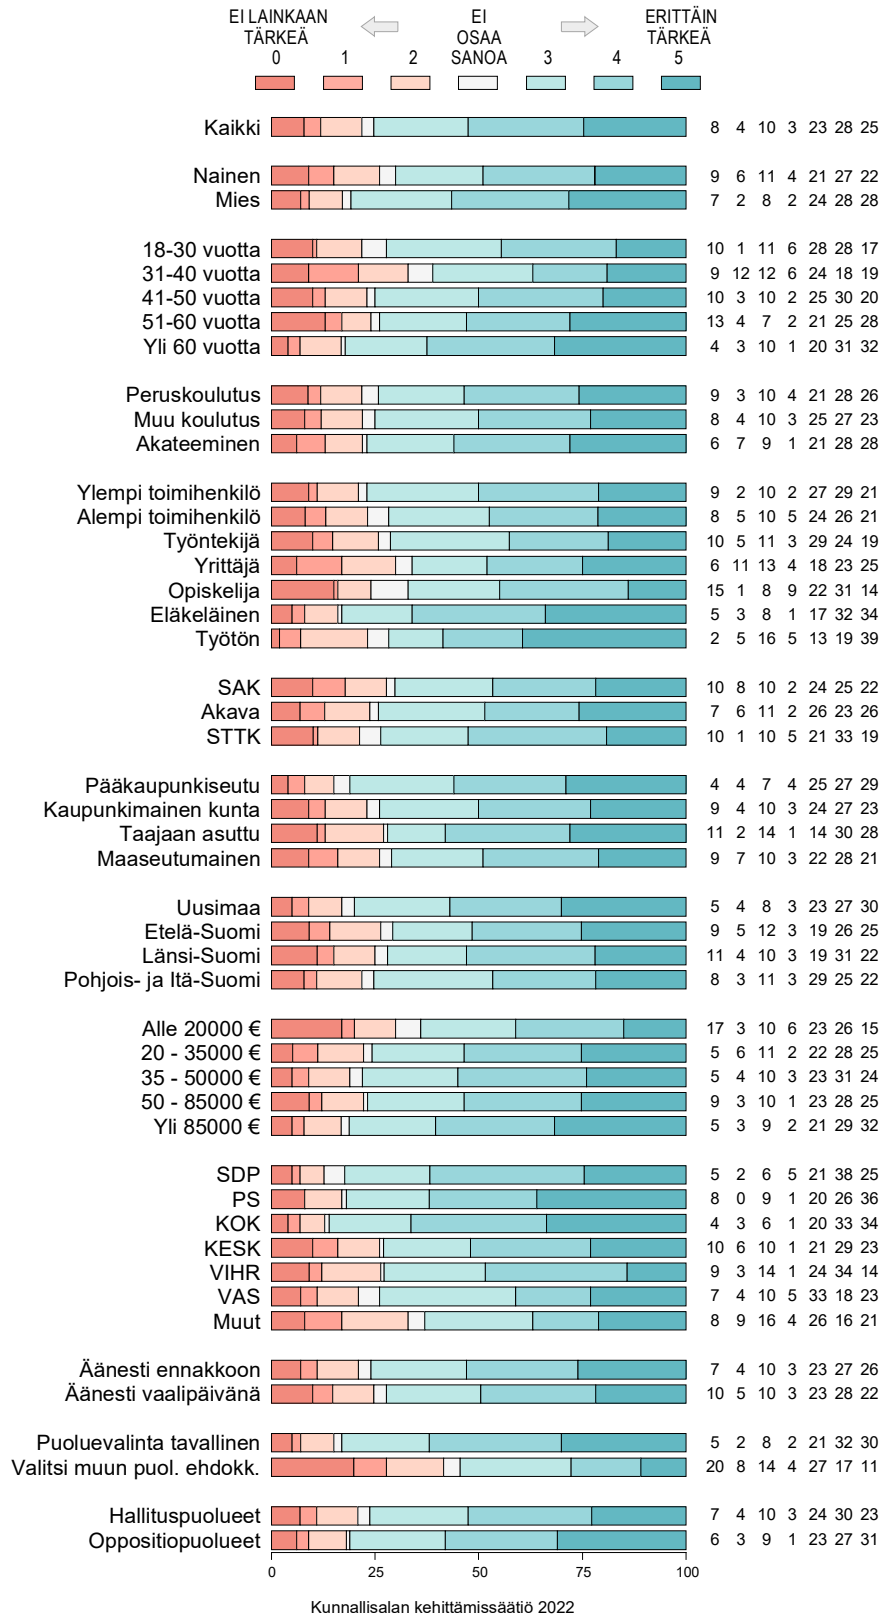 EI LAINKAAN TÄRKEÄ
EI OSAA SANOA
ERITTÄIN TÄRKEÄ
0 1 2 3 4 5
Kaikki 8 4 10 3 23 28 25
Nainen 9 6 11 4 21 27 22
Mies 7 2 8 2 24 28 28
18-30 vuotta 10 1 11 6 28 28 17
31-40 vuotta 9 12 12 6 24 18 19
41-50 vuotta 10 3 10 2 25 30 20
51-60 vuotta 13 4 7 2 21 25 28
Yli 60 vuotta 4 3 10 1 20 31 32
Peruskoulutus 9 3 10 4 21 28 26
Muu koulutus 8 4 10 3 25 27 23
Akateeminen 6 7 9 1 21 28 28
Ylempi toimihenkilö 9 2 10 2 27 29 21
Alempi toimihenkilö 8 5 10 5 24 26 21
Työntekijä 10 5 11 3 29 24 19
Yrittäjä 6 11 13 4 18 23 25
Opiskelija 15 1 8 9 22 31 14
Eläkeläinen 5 3 8 1 17 32 34
Työtön 2 5 16 5 13 19 39
SAK 10 8 10 2 24 25 22
Akava 7 6 11 2 26 23 26
STTK 10 1 10 5 21 33 19
Pääkaupunkiseutu 4 4 7 4 25 27 29
Kaupunkimainen kunta 9 4 10 3 24 27 23
Taajaan asuttu 11 2 14 1 14 30 28
Maaseutumainen 9 7 10 3 22 28 21
Uusimaa 5 4 8 3 23 27 30
Etelä-Suomi 9 5 12 3 19 26 25
Länsi-Suomi 11 4 10 3 19 31 22
Pohjois- ja Itä-Suomi 8 3 11 3 29 25 22
Alle 20000 € 17 3 10 6 23 26 15
20 - 35000 € 5 6 11 2 22 28 25
35 - 50000 € 5 4 10 3 23 31 24
50 - 85000 € 9 3 10 1 23 28 25
Yli 85000 € 5 3 9 2 21 29 32
SDP 5 2 6 5 21 38 25
PS 8 0 9 1 20 26 36
KOK 4 3 6 1 20 33 34
KESK 10 6 10 1 21 29 23
VIHR 9 3 14 1 24 34 14
VAS 7 4 10 5 33 18 23
Muut 8 9 16 4 26 16 21
Äänesti ennakkoon 7 4 10 3 23 27 26
Äänesti vaalipäivänä 10 5 10 3 23 28 22
Puoluevalinta tavallinen 5 2 8 2 21 32 30
Valitsi muun puol. ehdokk. 20 8 14 4 27 17 11
Hallituspuolueet 7 4 10 3 24 30 23
Oppositiopuolueet 6 3 9 1 23 27 31
0 25 50 75 100
Kunnallisalan kehittämissäätiö 2022